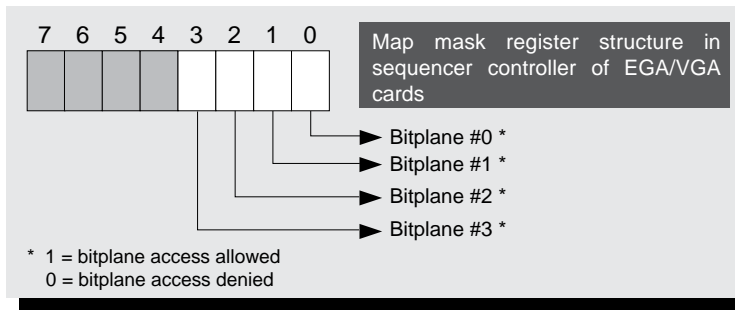 7 6 5 4 3 2 1 0
Map mask register structure in
sequencer controller of EGA/VGA
cards
Bitplane #0 *
Bitplane #1 *
Bitplane #2 *
Bitplane #3 *
* 1 = bitplane access allowed
0 = bitplane access denied